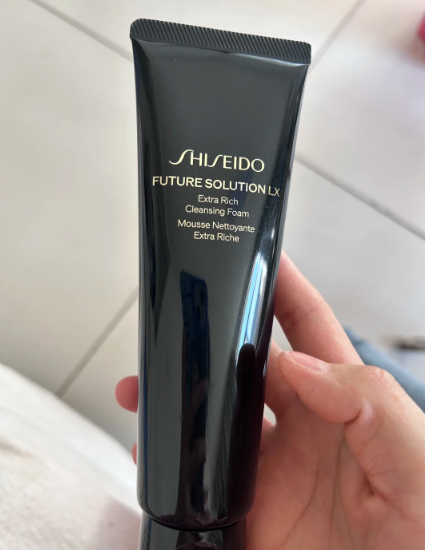 SHISEIDO
FUTURE SOLUTION LX
Extra Rich
Cleansing Foam
Mousse Nettoyante
Extra Riche